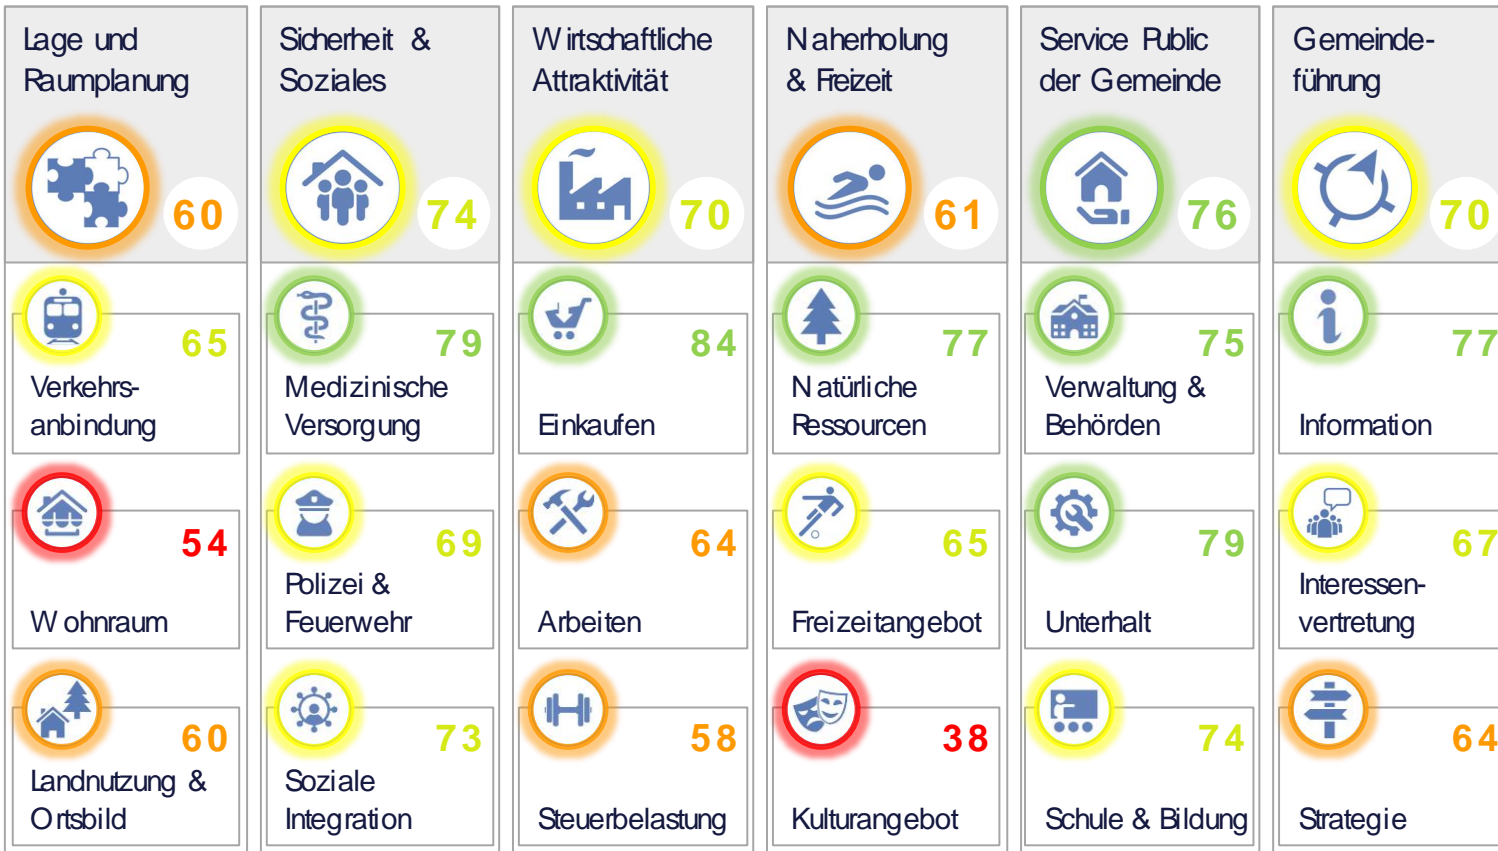 Lage und
Raumplanung
60
65
Verkehrs-
anbindung
54
Wohnraum
60
Landnutzung &
Ortsbild
Sicherheit &
Soziales
74
79
Medizinische
Versorgung
69
Polizei &
Feuerwehr
73
Soziale
Integration
Wirtschaftliche
Attraktivität
70
84
Einkaufen
64
Arbeiten
58
Steuerbelastung
Naherholung
& Freizeit
61
77
Natürliche
Ressourcen
65
Freizeitangebot
38
Kulturangebot
Service Public
der Gemeinde
76
75
Verwaltung &
Behörden
79
Unterhalt
74
Schule & Bildung
Gemeinde-
führung
70
77
Information
67
Interessen-
vertretung
64
Strategie